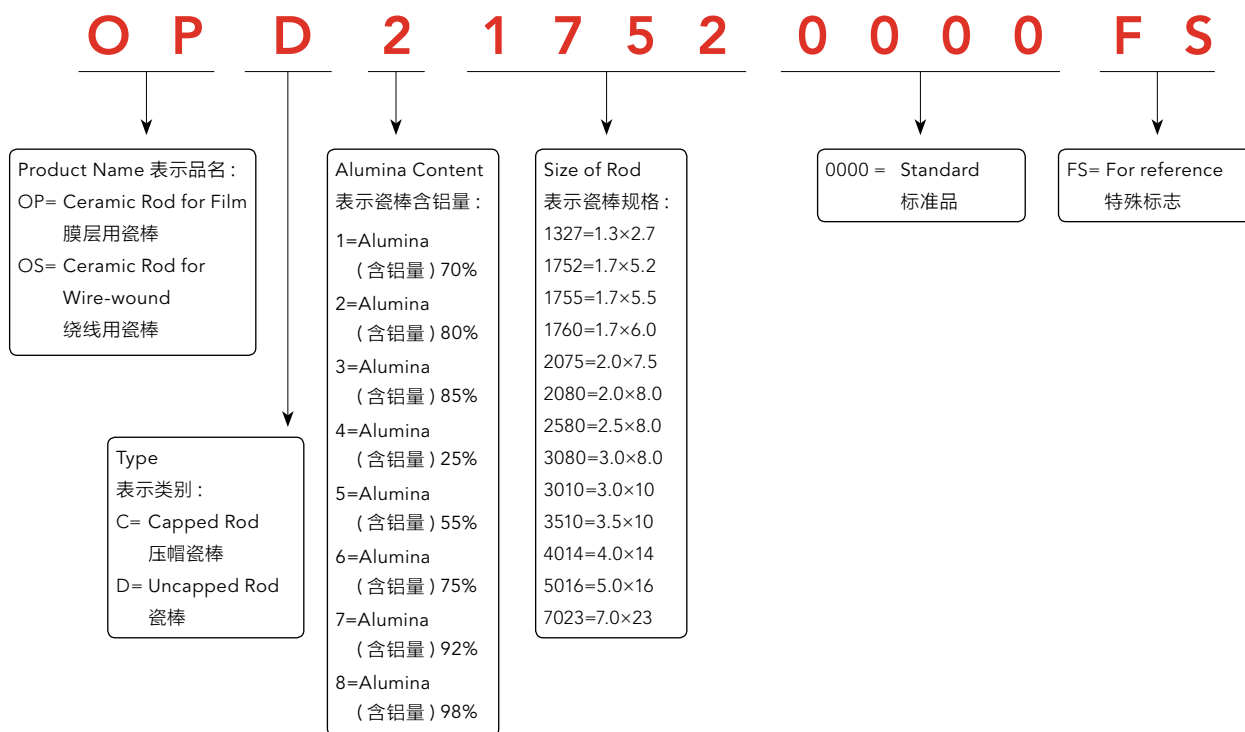 O P D 2 1 7 5 2 0 0 0 0 F S
Product Name 表示品名 :
OP= Ceramic Rod for Film
膜层用瓷棒
OS= Ceramic Rod for
Wire-wound
绕线用瓷棒
Type
表示类别 :
C= Capped Rod
压帽瓷棒
D= Uncapped Rod
瓷棒
Alumina Content
表示瓷棒含铝量 :
1=Alumina
( 含铝量 ) 70%
2=Alumina
( 含铝量 ) 80%
3=Alumina
( 含铝量 ) 85%
4=Alumina
( 含铝量 ) 25%
5=Alumina
( 含铝量 ) 55%
6=Alumina
( 含铝量 ) 75%
7=Alumina
( 含铝量 ) 92%
8=Alumina
( 含铝量 ) 98%
Size of Rod
表示瓷棒规格 :
1327=1.3×2.7
1752=1.7×5.2
1755=1.7×5.5
1760=1.7×6.0
2075=2.0×7.5
2080=2.0×8.0
2580=2.5×8.0
3080=3.0×8.0
3010=3.0×10
3510=3.5×10
4014=4.0×14
5016=5.0×16
7023=7.0×23
0000 = Standard
标准品
FS= For reference
特殊标志